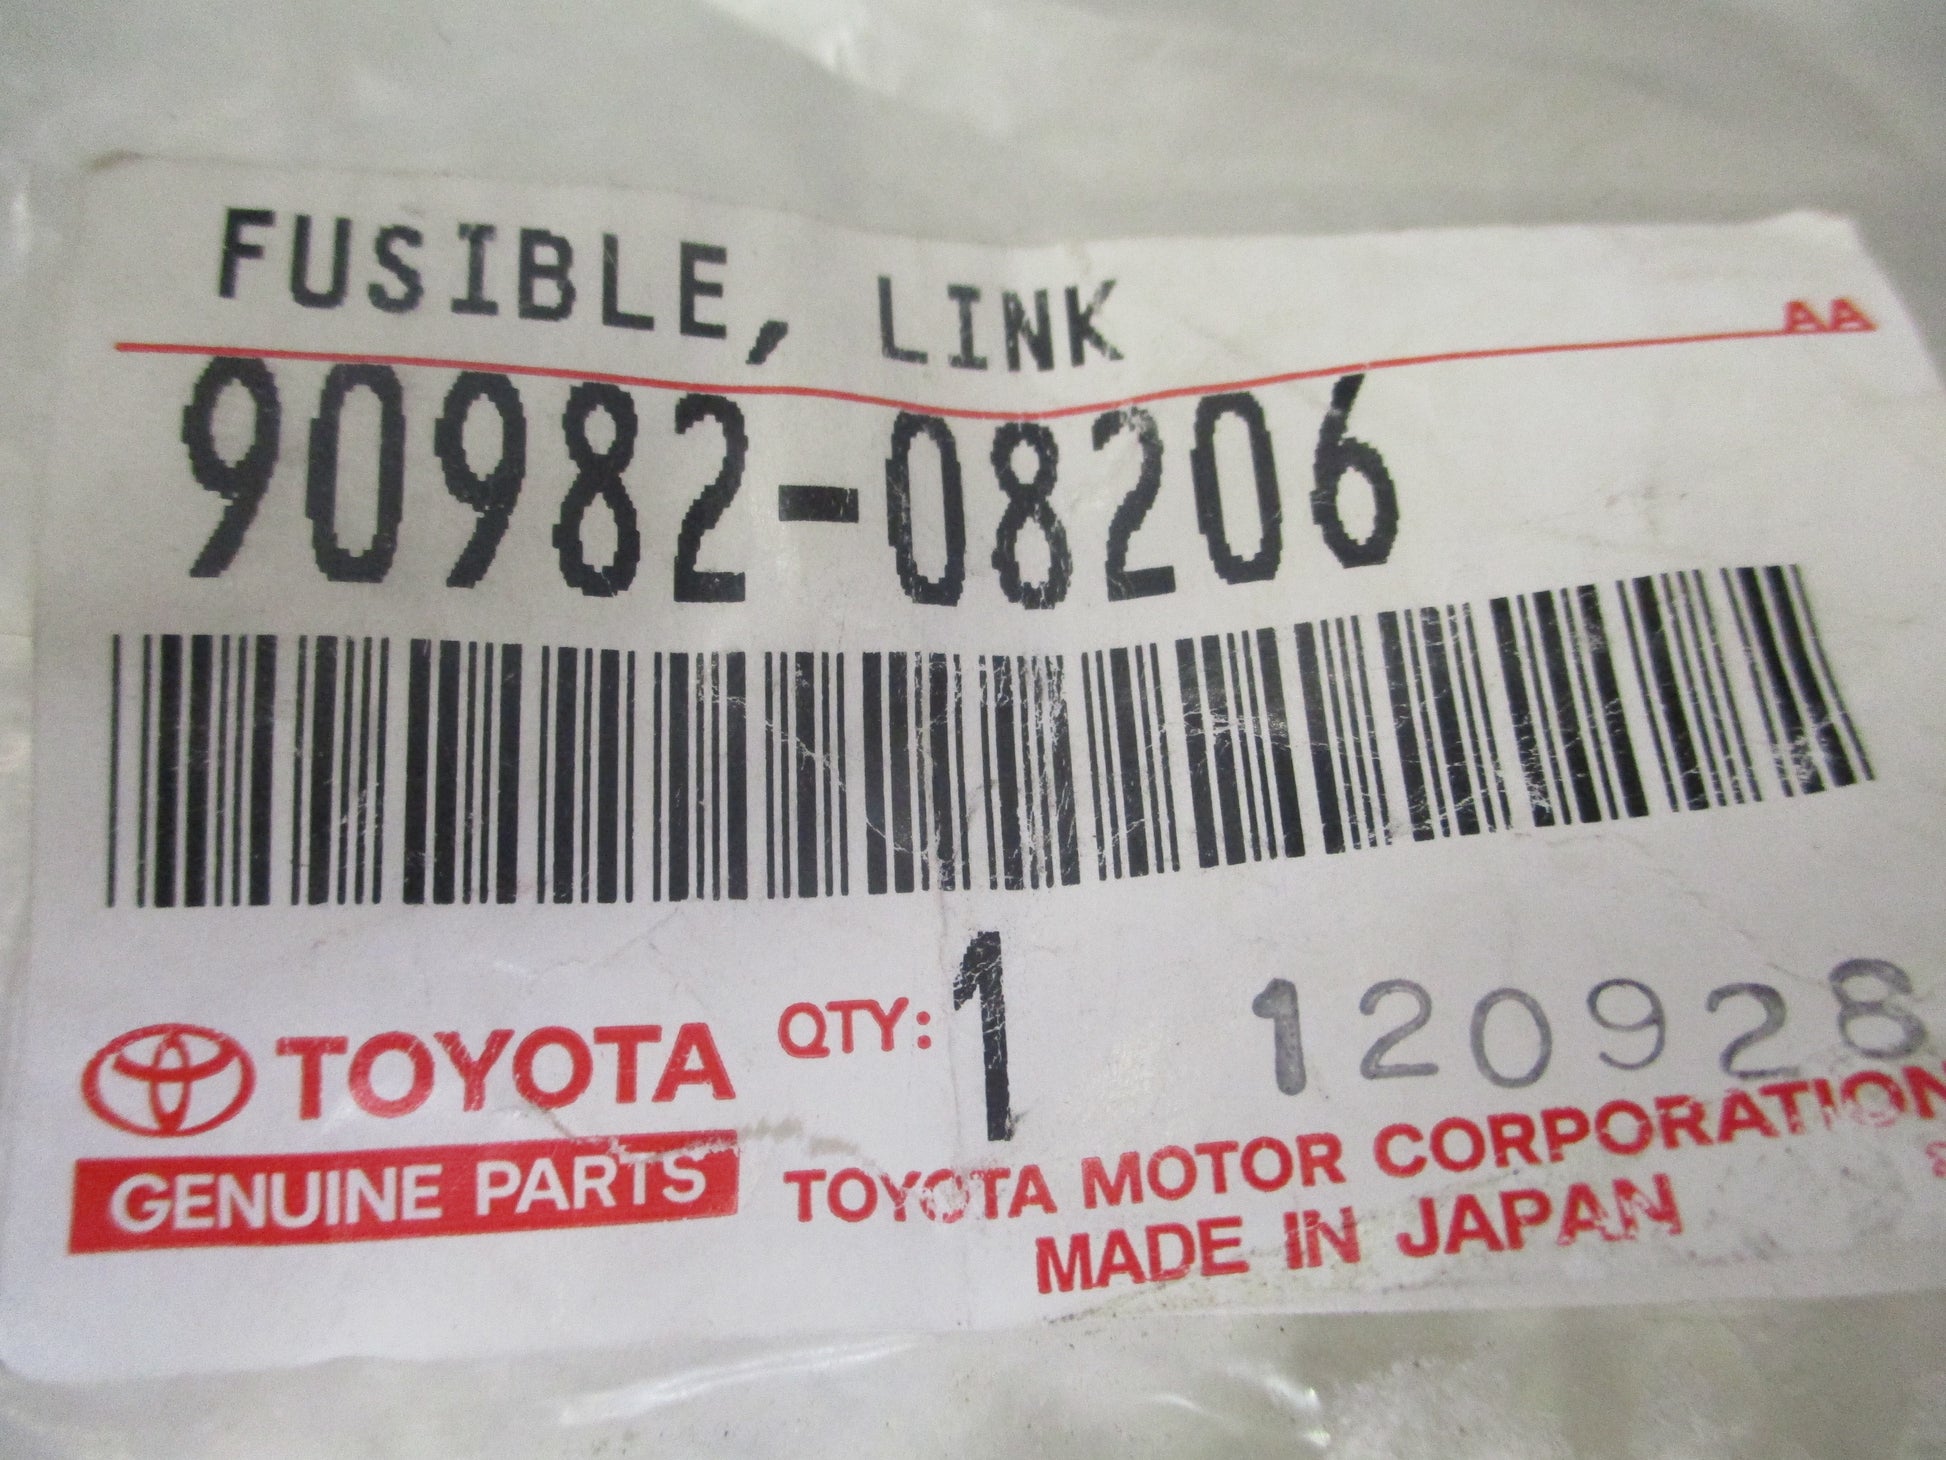 FUSIBLE, LINK
AA
90982-08206
QTY: 1
120928
TOYOTA
GENUINE PARTS
TOYOTA MOTOR CORPORATION
MADE IN JAPAN